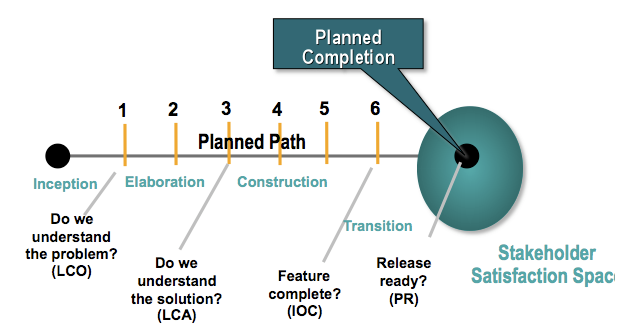 Planned
Completion
1 2 3 4 5 6
Planned Path
Inception Elaboration Construction
Transition
Do we
understand
the problem?
(LCO)
Do we
understand
the solution?
(LCA)
Feature
complete?
(IOC)
Release
ready?
(PR)
Stakeholder
Satisfaction Spac